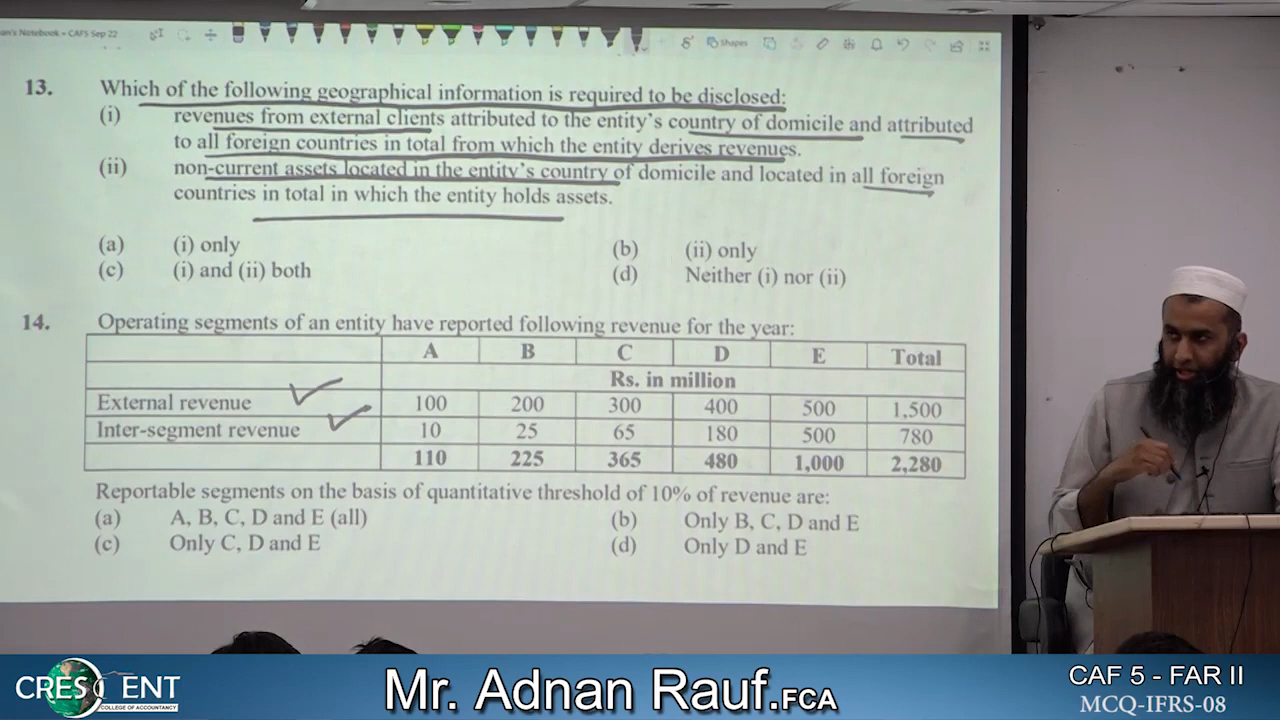 an's Notebook • CAFS Sep 22
Shapes
13. Which of the following geographical information is required to be disclosed:
(i) revenues from external clients attributed to the entity's country of domicile and attributed
to all foreign countries in total from which the entity derives revenues.
(ii) non-current assets located in the entity's country of domicile and located in all foreign
countries in total in which the entity holds assets.
(a) (i) only (b) (ii) only
(c) (i) and (ii) both (d) Neither (i) nor (ii)
14. Operating segments of an entity have reported following revenue for the year:
A B C D E Total
Rs. in million
External revenue 100 200 300 400 500 1,500
Inter-segment revenue 10 25 65 180 500 780
110 225 365 480 1,000 2,280
Reportable segments on the basis of quantitative threshold of 10% of revenue are:
(a) A, B, C, D and E (all) (b) Only B, C, D and E
(c) Only C, D and E (d) Only D and E
CRESCENT
COLLEGE OF ACCOUNTANCY
Mr. Adnan Rauf.FCA
CAF 5 - FAR II
MCQ-IFRS-08